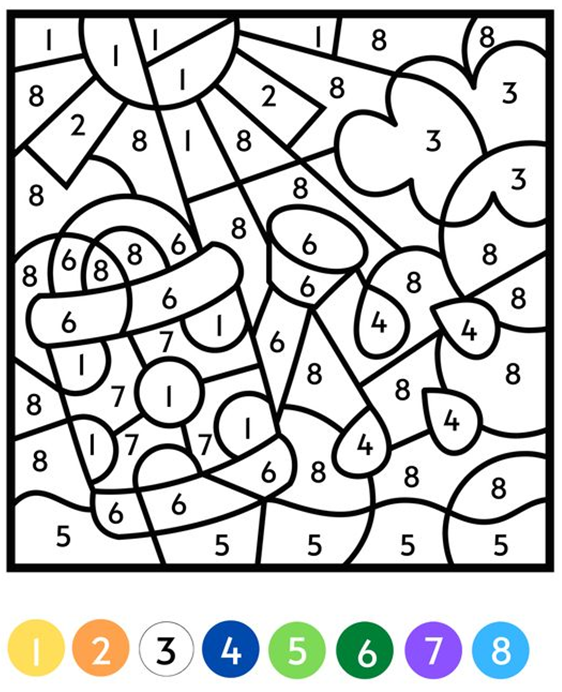 1 1 1 1 8 8
8 1 2 8 3
2 8 1 8 3
8 8 3
8 6 8
8 6 8 8 6 6 8 8
6 6 6 8
6 7 1 6 4 4
1 8 8
8 7 1 8 4
1 7 7 1 4
8 6 8 8 8
6 6
5 5 5 5 5
1 2 3 4 5 6 7 8